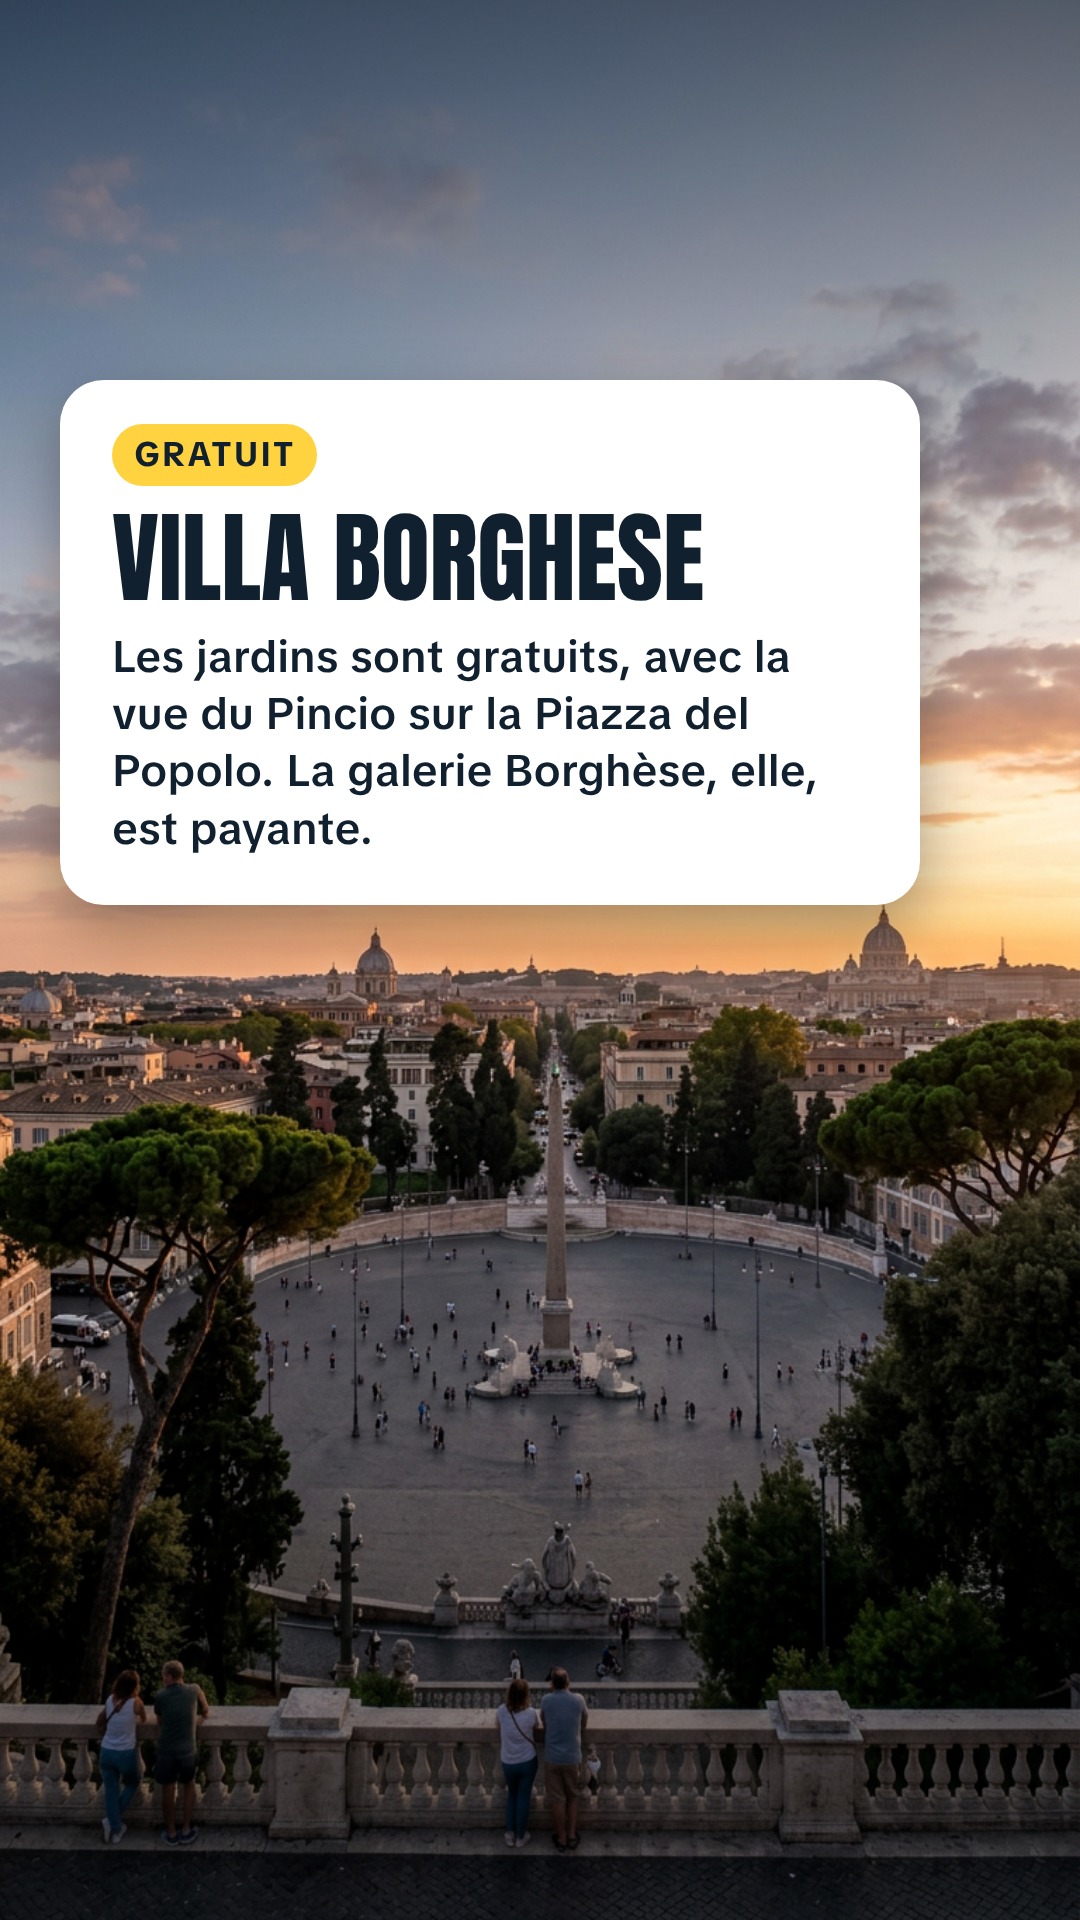 GRATUIT
VILLA BORGHESE
Les jardins sont gratuits, avec la
vue du Pincio sur la Piazza del
Popolo. La galerie Borghèse, elle,
est payante.